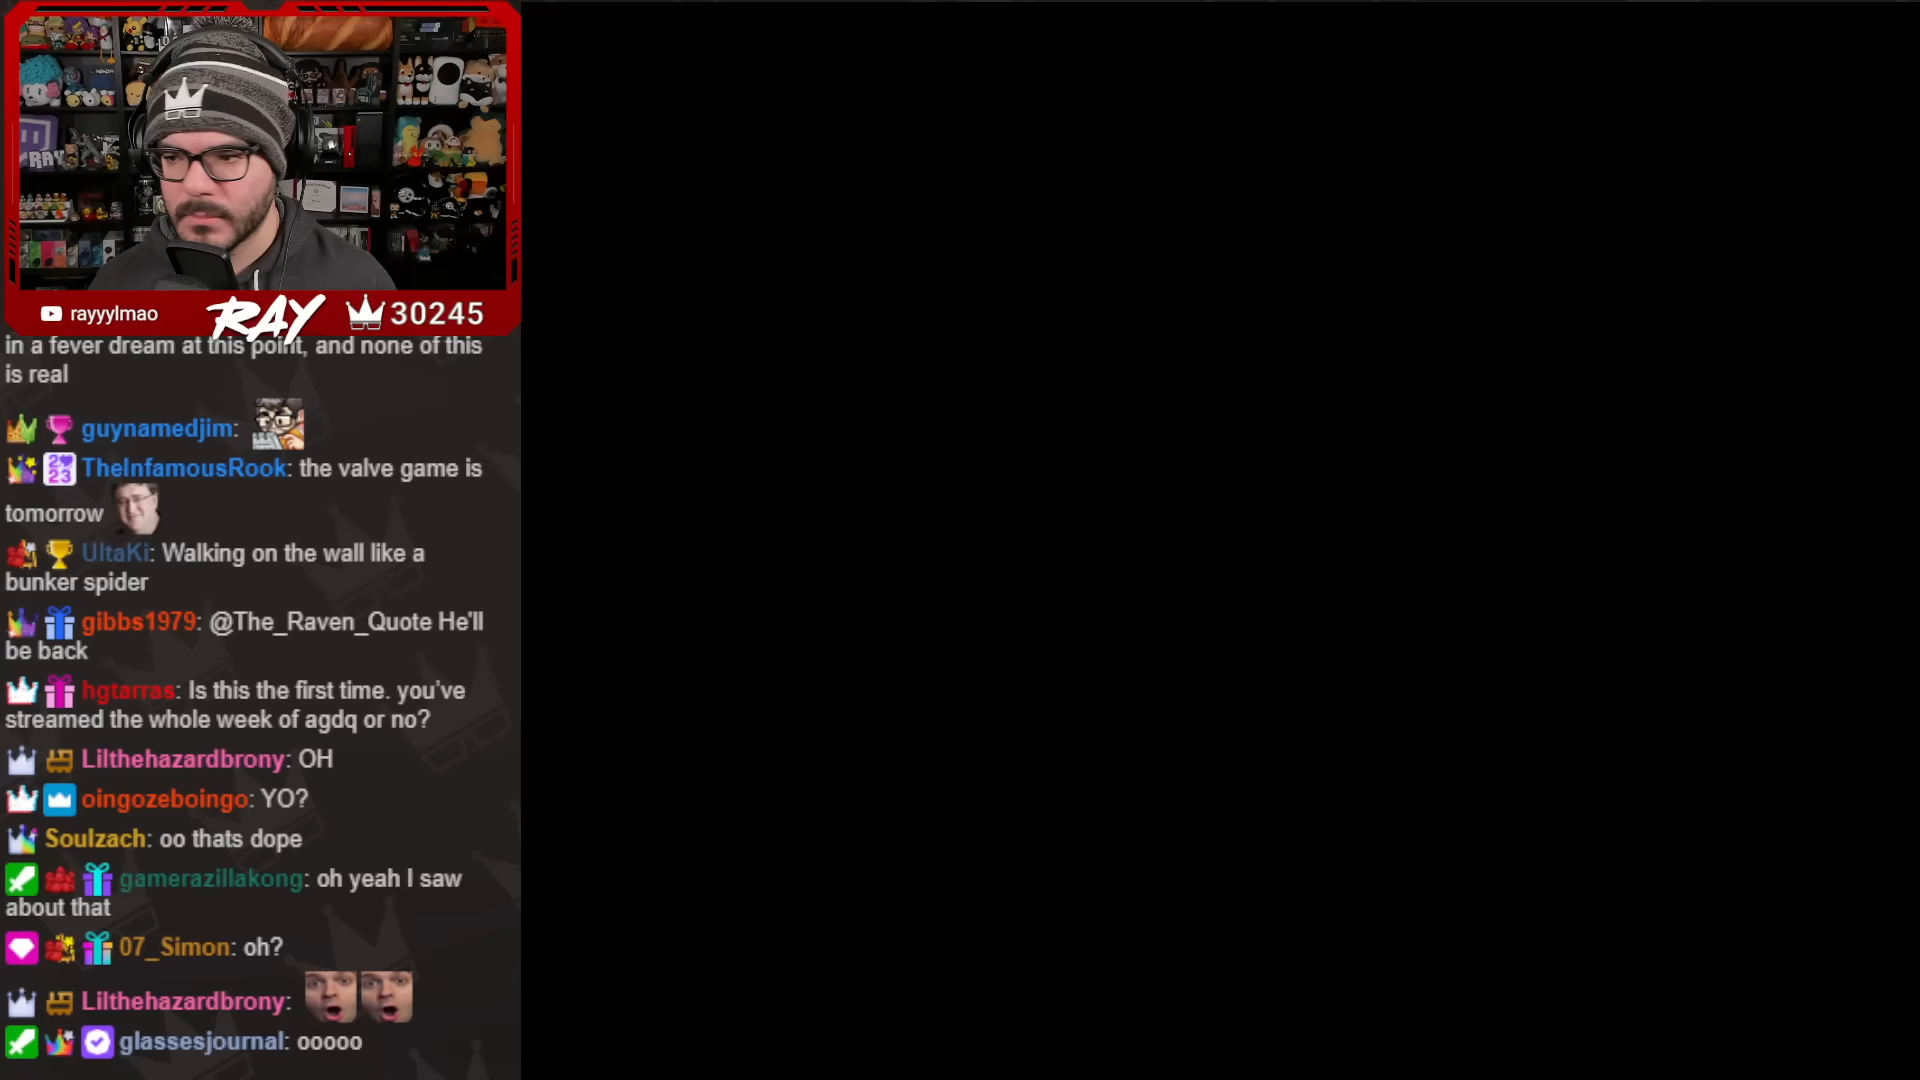 RAY
rayyylmao
RAY
30245
in a fever dream at this point, and none of this
is real
guynamedjim:
2 23 TheInfamousRook: the valve game is
tomorrow
UltaKi: Walking on the wall like a
bunker spider
gibbs1979: @The_Raven_Quote He'll
be back
hgtarras: Is this the first time. you've
streamed the whole week of agdq or no?
Lilthehazardbrony: OH
oingozeboingo: YO?
Soulzach: oo thats dope
gamerazillakong: oh yeah I saw
about that
07_Simon: oh?
Lilthehazardbrony:
glassesjournal: ooooo